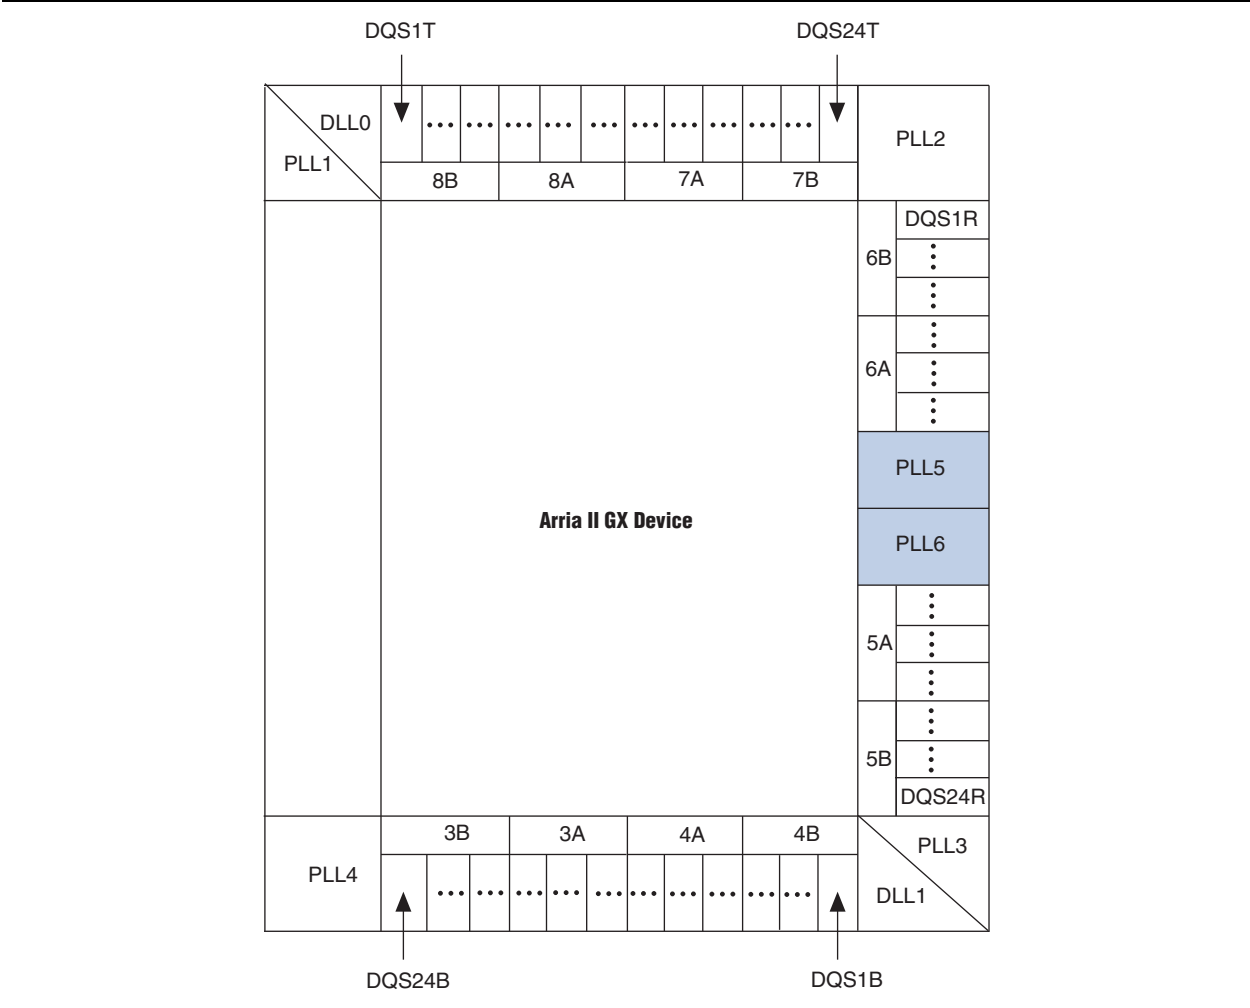 DQS1T DQS24T
DLL0
PLL1
PLL2
8B 8A 7A 7B
DQS1R
6B
6A
PLL5
Arria II GX Device
PLL6
5A
5B
DQS24R
3B 3A 4A 4B
PLL3
PLL4
DLL1
DQS24B DQS1B